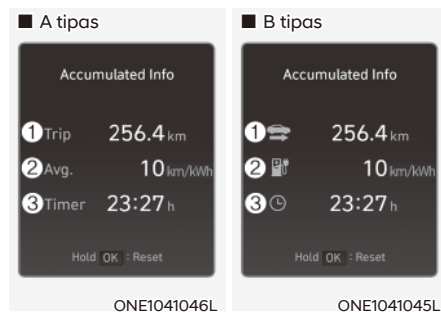 ■ A tipas
Accumulated Info
① Trip 256.4 km
② Avg. 10 km/kWh
③ Timer 23:27 h
Hold OK : Reset
ONE1041046L
■ B tipas
Accumulated Info
① 256.4 km
② 10 km/kWh
③ 23:27 h
Hold OK : Reset
ONE1041045L